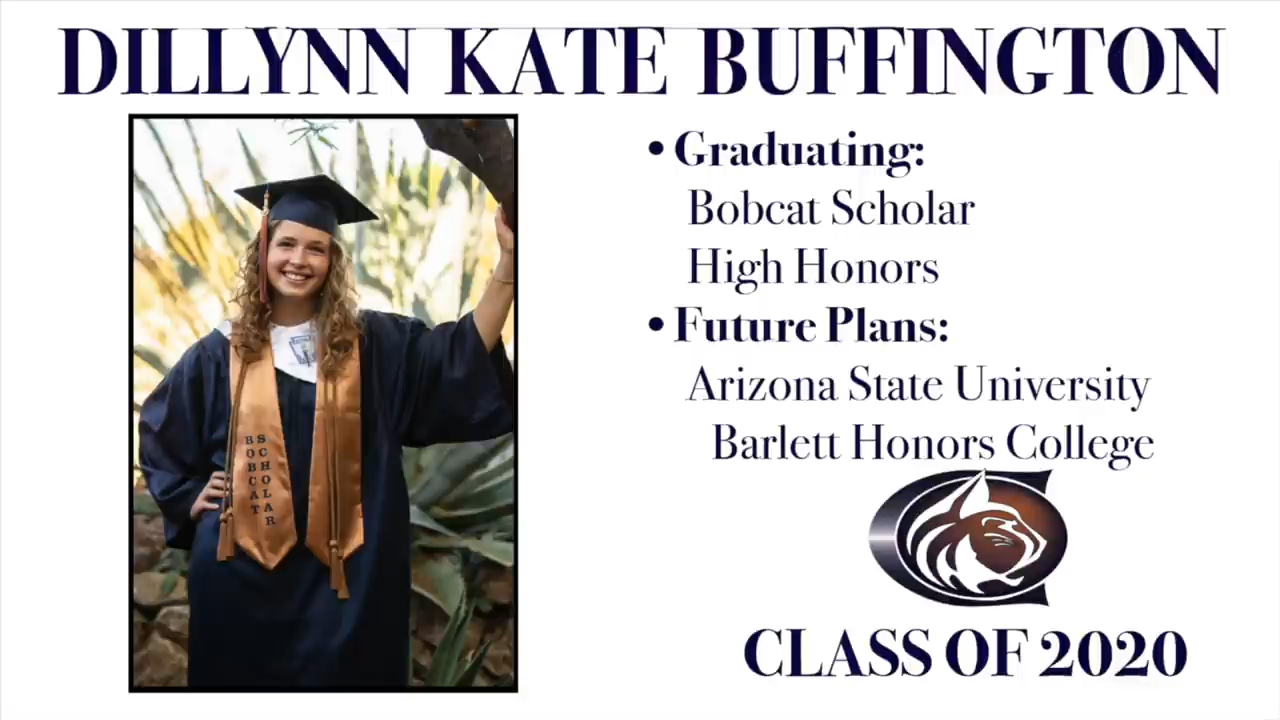 DILLYNN KATE BUFFINGTON
• Graduating:
Bobcat Scholar
High Honors
• Future Plans:
Arizona State University
Barlett Honors College
BOBCAT
SCHOLAR
CLASS OF 2020